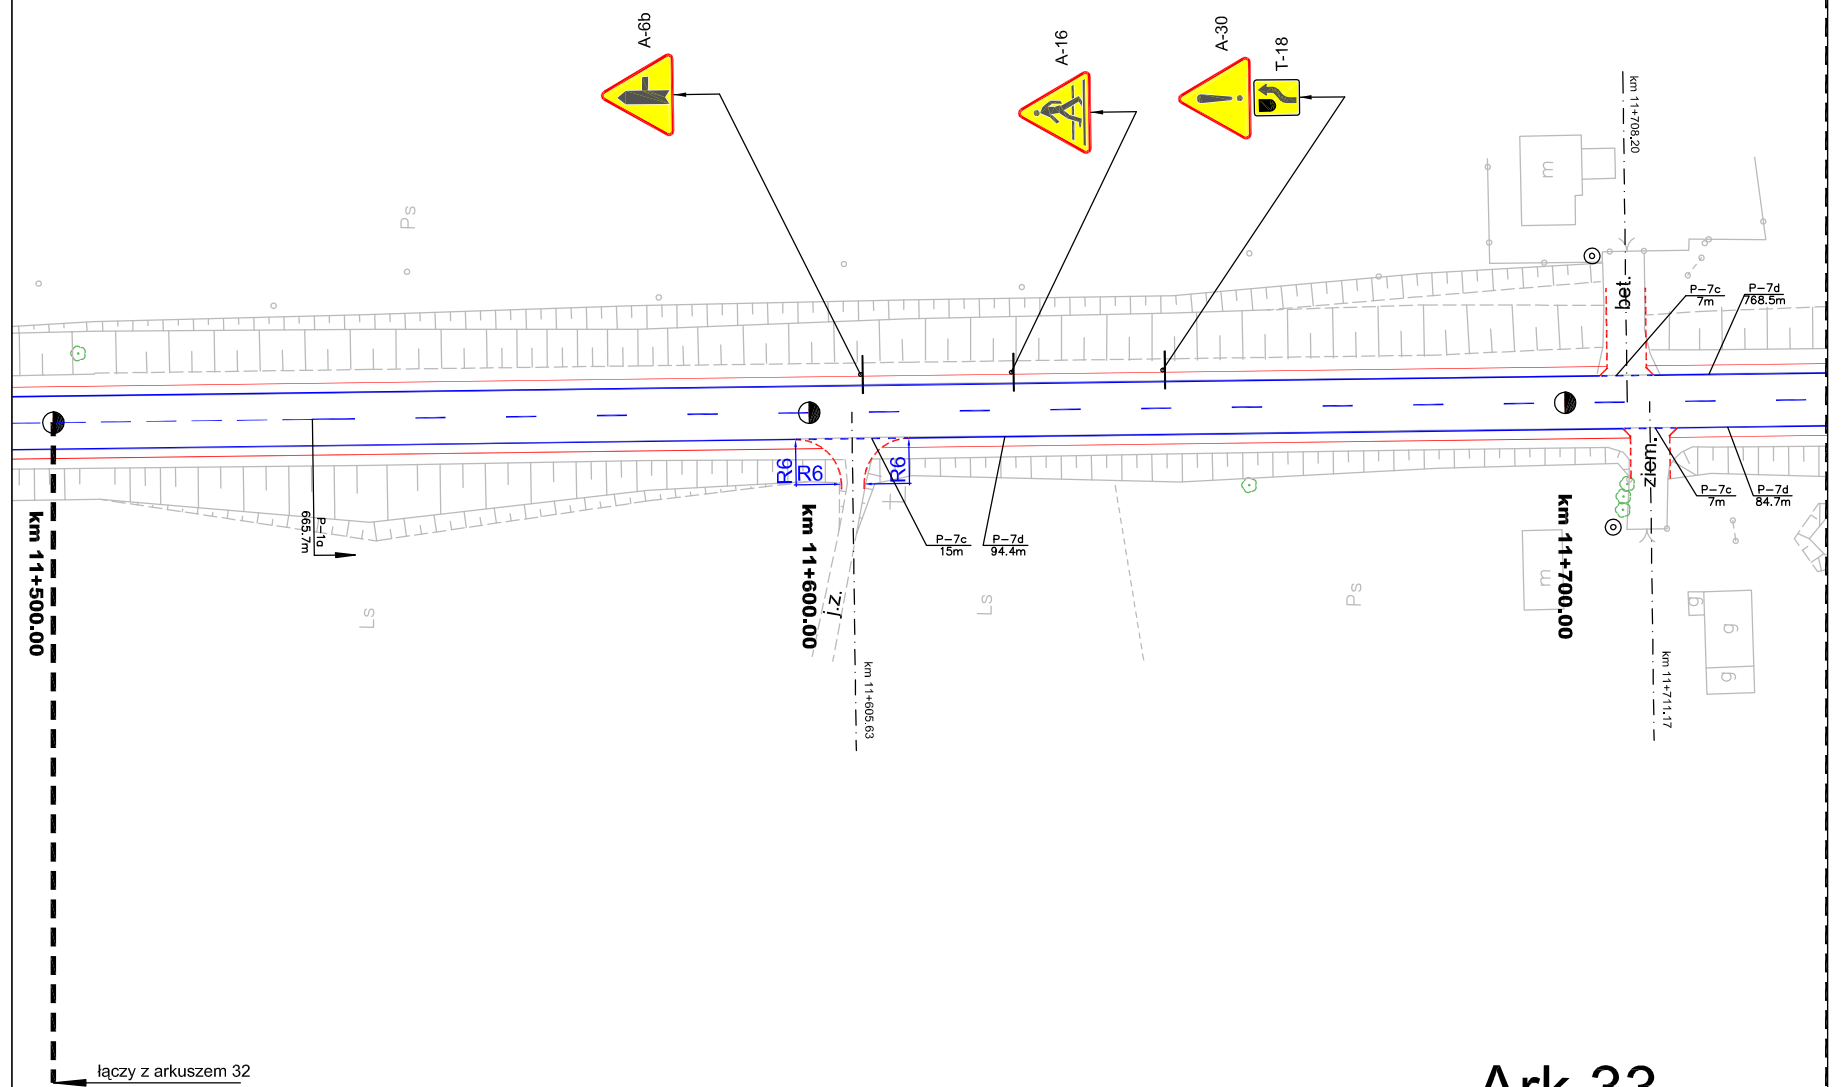 A-6b
A-16
A-30
T-18
km 11+708.20
m
Ps
bet.
P-7c
7m
P-7d
768.5m
R6
R6
R6
ziem.
P-1a
665.7m
km 11+500.00
km 11+600.00
km 11+700.00
P-7c
15m
P-7d
94.4m
P-7c
7m
P-7d
84.7m
Ls
z.j.
Ls
Ps
m
g
g
g
km 11+605.63
km 11+711.17
łączy z arkuszem 32
Ark 33